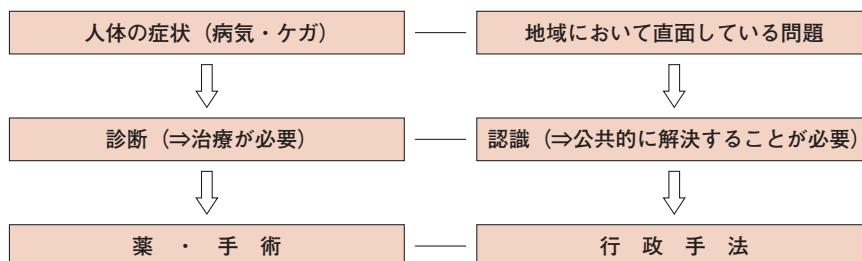 人体の症状（病気・ケガ）
地域において直面している問題
診断（⇒治療が必要）
認識（⇒公共的に解決することが必要）
薬・手術
行政手法